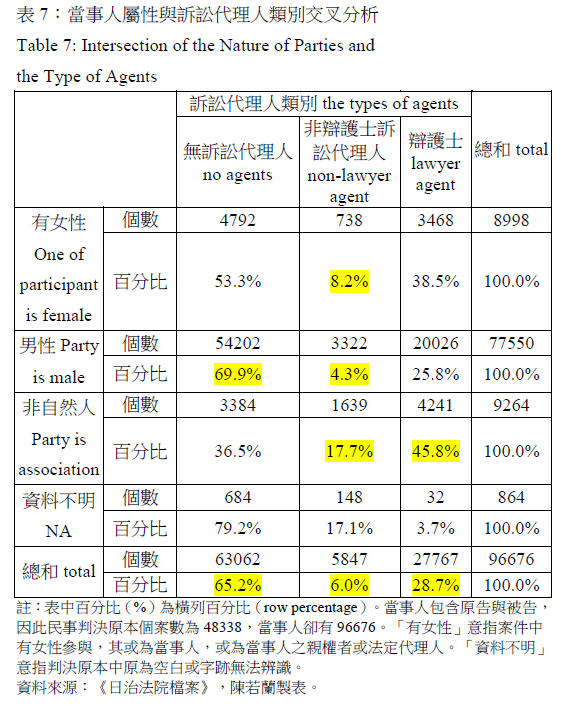 表 7：當事人屬性與訴訟代理人類別交叉分析
Table 7: Intersection of the Nature of Parties and
the Type of Agents
訴訟代理人類別 the types of agents
總和 total
無訴訟代理人
no agents
非辯護士訴
訟代理人
non-lawyer
agent
辯護士
lawyer
agent
有女性
One of
participant
is female
個數 4792 738 3468 8998
百分比 53.3% 8.2% 38.5% 100.0%
男性 Party
is male
個數 54202 3322 20026 77550
百分比 69.9% 4.3% 25.8% 100.0%
非自然人
Party is
association
個數 3384 1639 4241 9264
百分比 36.5% 17.7% 45.8% 100.0%
資料不明
NA
個數 684 148 32 864
百分比 79.2% 17.1% 3.7% 100.0%
總和 total
個數 63062 5847 27767 96676
百分比 65.2% 6.0% 28.7% 100.0%
註：表中百分比（%）為橫列百分比（row percentage）。當事人包含原告與被告，
因此民事判決原本個案數為 48338，當事人卻有 96676。「有女性」意指案件中
有女性參與，其或為當事人，或為當事人之親權者或法定代理人。「資料不明」
意指判決原本中原為空白或字跡無法辨識。
資料來源：《日治法院檔案》，陳若蘭製表。